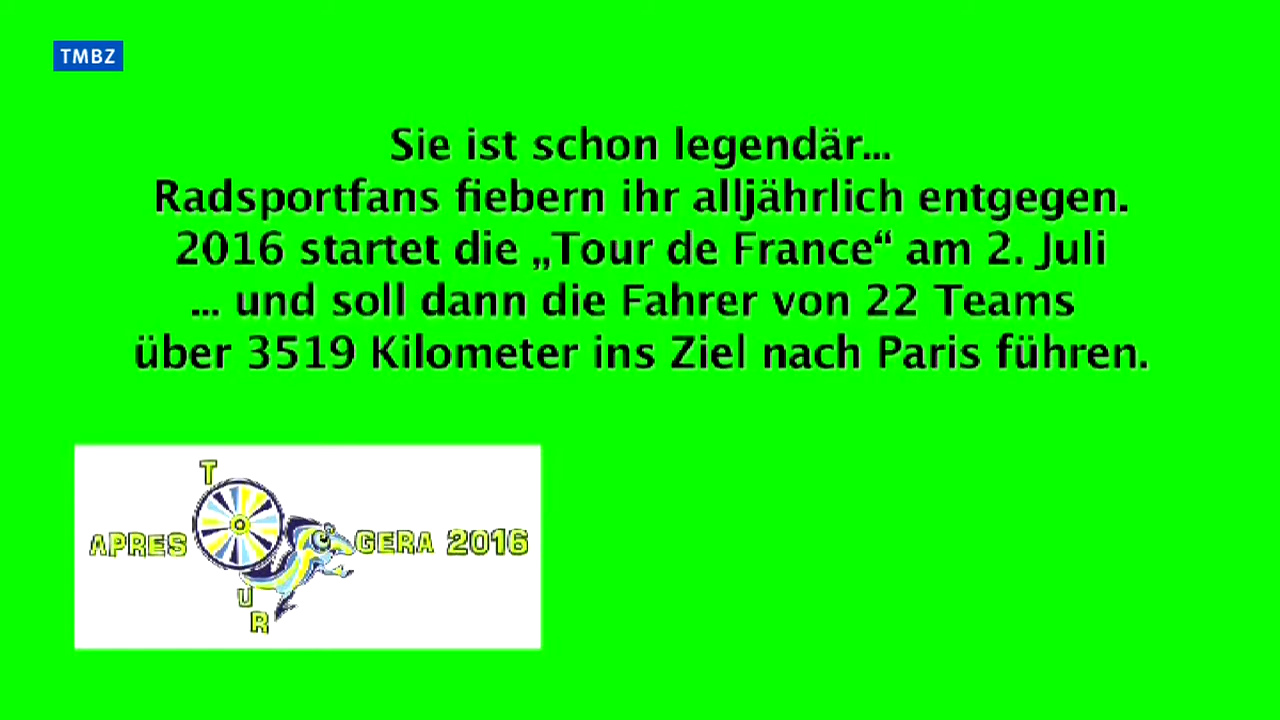 TMBZ
Sie ist schon legendär...
Radsportfans fiebern ihr alljährlich entgegen.
2016 startet die „Tour de France“ am 2. Juli
... und soll dann die Fahrer von 22 Teams
über 3519 Kilometer ins Ziel nach Paris führen.
T
APRES GERA 2016
U
R